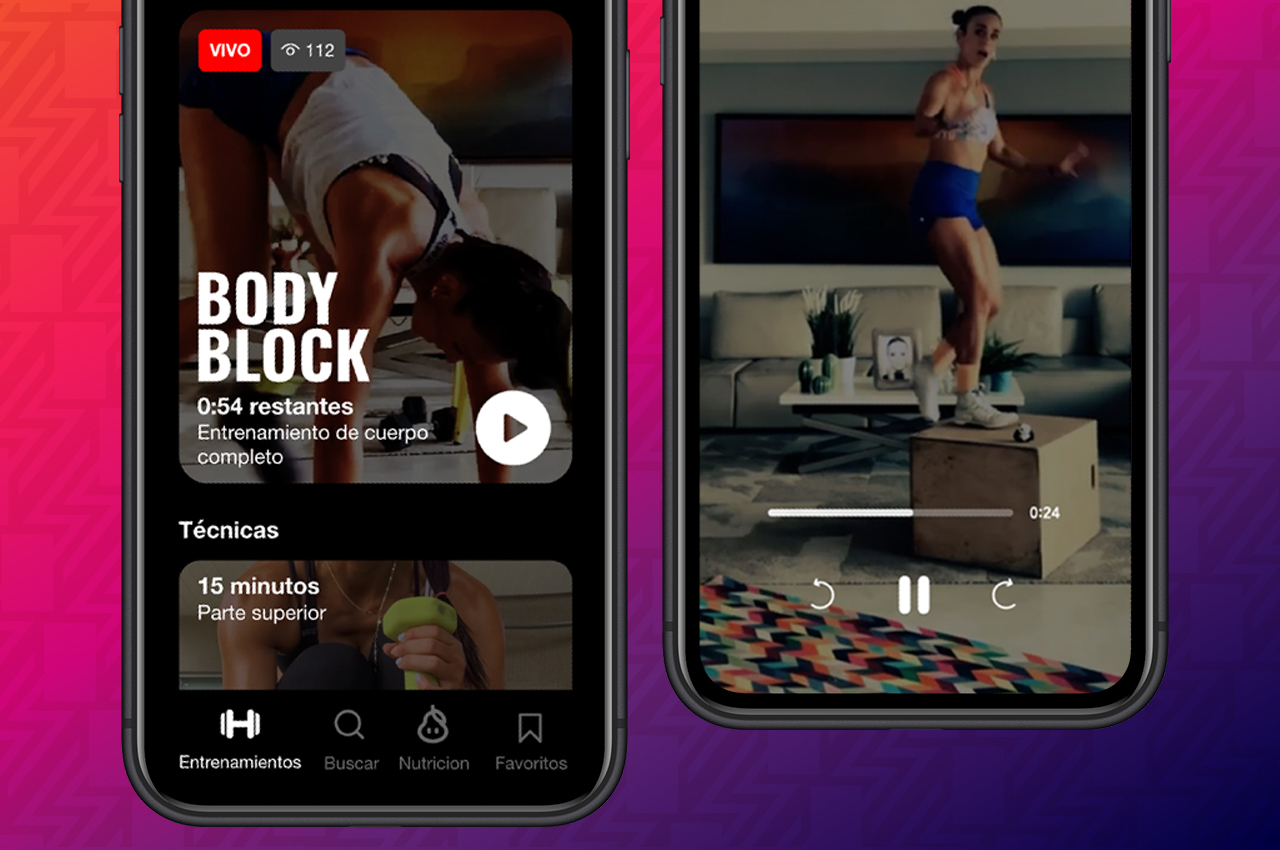 VIVO
112
BODY
BLOCK
0:54 restantes
Entrenamiento de cuerpo
completo
Técnicas
15 minutos
Parte superior
Entrenamientos
Buscar
Nutricion
Favoritos
0:24